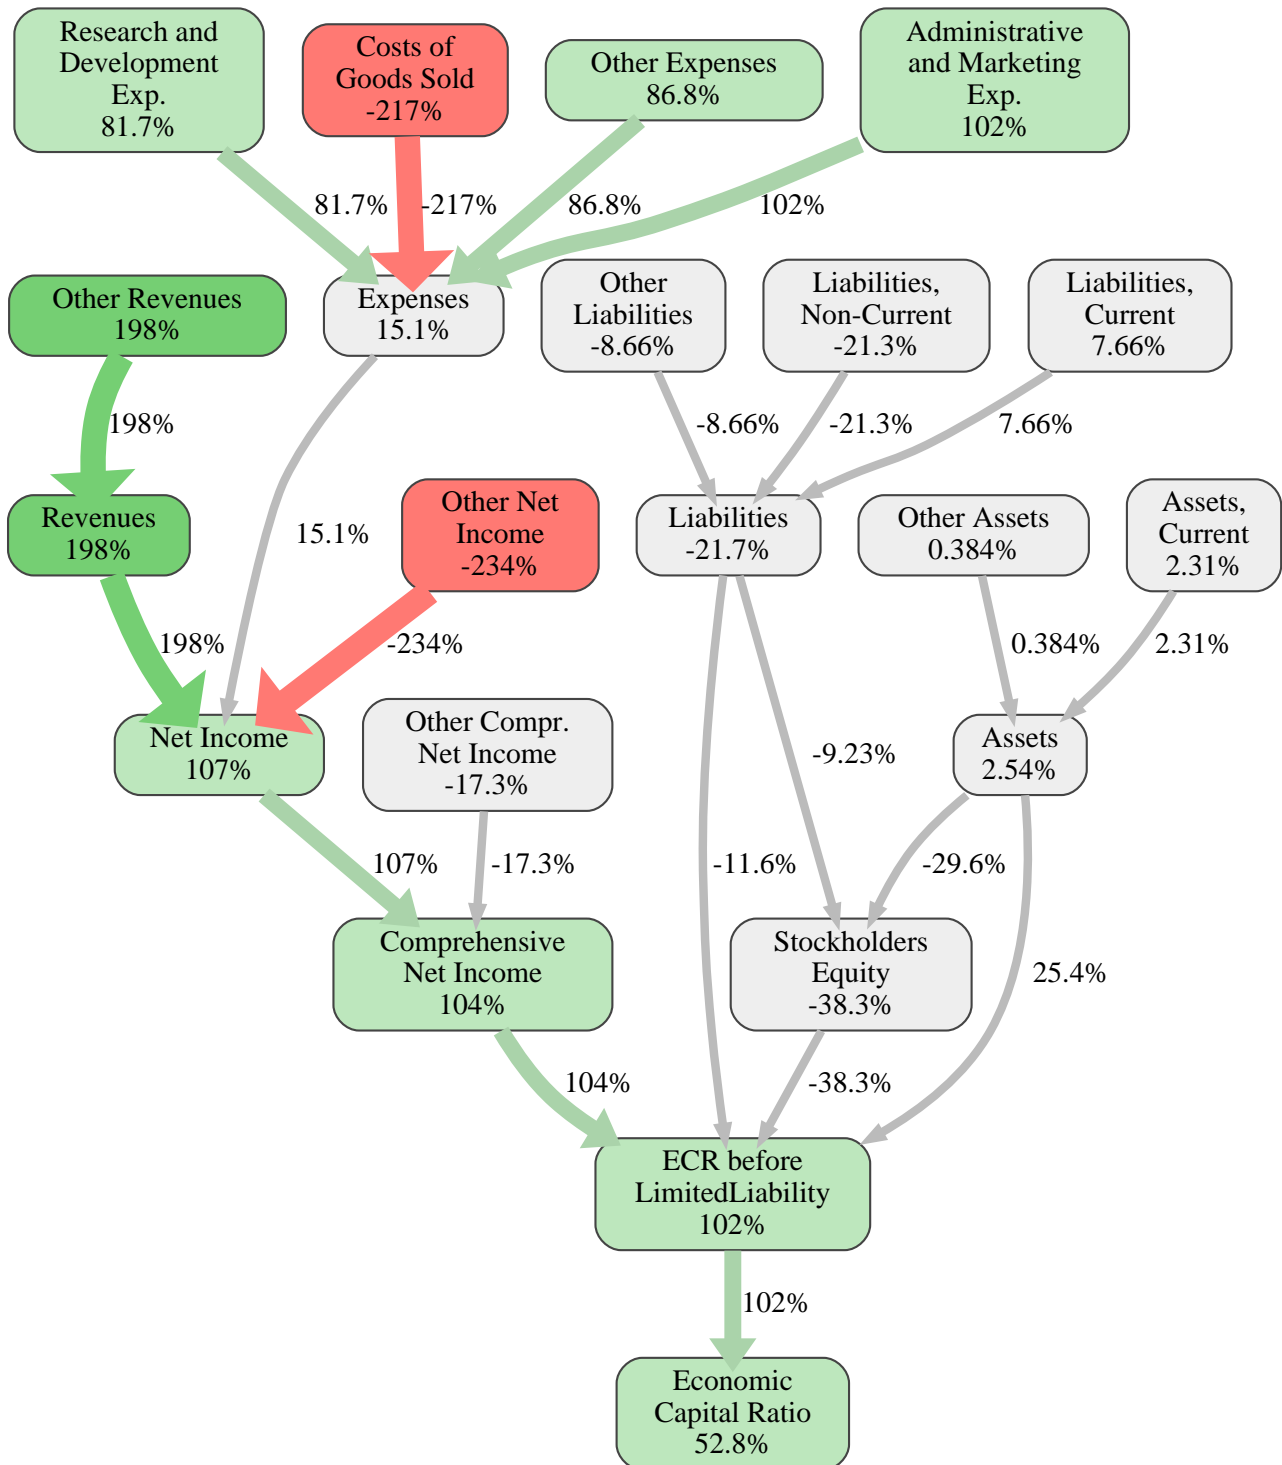 Research and
Development
Exp.
81.7%
Costs of
Goods Sold
-217%
Other Expenses
86.8%
Administrative
and Marketing
Exp.
102%
81.7%
-217%
86.8%
102%
Other Revenues
198%
Expenses
15.1%
Other
Liabilities
-8.66%
Liabilities,
Non-Current
-21.3%
Liabilities,
Current
7.66%
198%
-8.66%
-21.3%
7.66%
Revenues
198%
15.1%
Other Net
Income
-234%
Liabilities
-21.7%
Other Assets
0.384%
Assets,
Current
2.31%
198%
-234%
0.384%
2.31%
Net Income
107%
Other Compr.
Net Income
-17.3%
-9.23%
Assets
2.54%
107%
-17.3%
-11.6%
-29.6%
Comprehensive
Net Income
104%
Stockholders
Equity
-38.3%
25.4%
104%
-38.3%
ECR before
LimitedLiability
102%
102%
Economic
Capital Ratio
52.8%